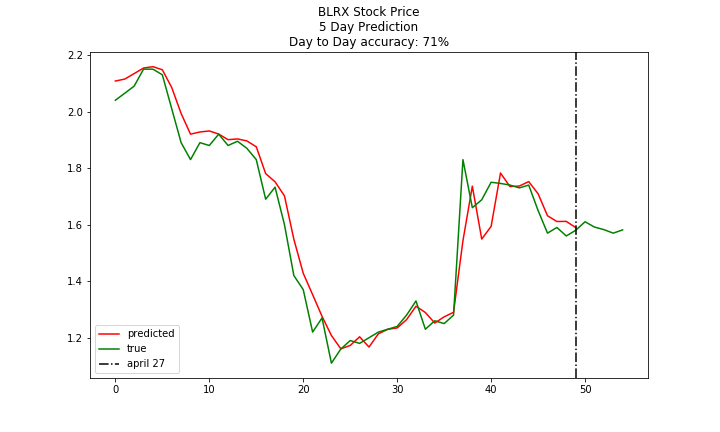 BLRX Stock Price
5 Day Prediction
Day to Day accuracy: 71%
2.2
2.0
1.8
1.6
1.4
1.2
predicted
true
april 27
0
10
20
30
40
50